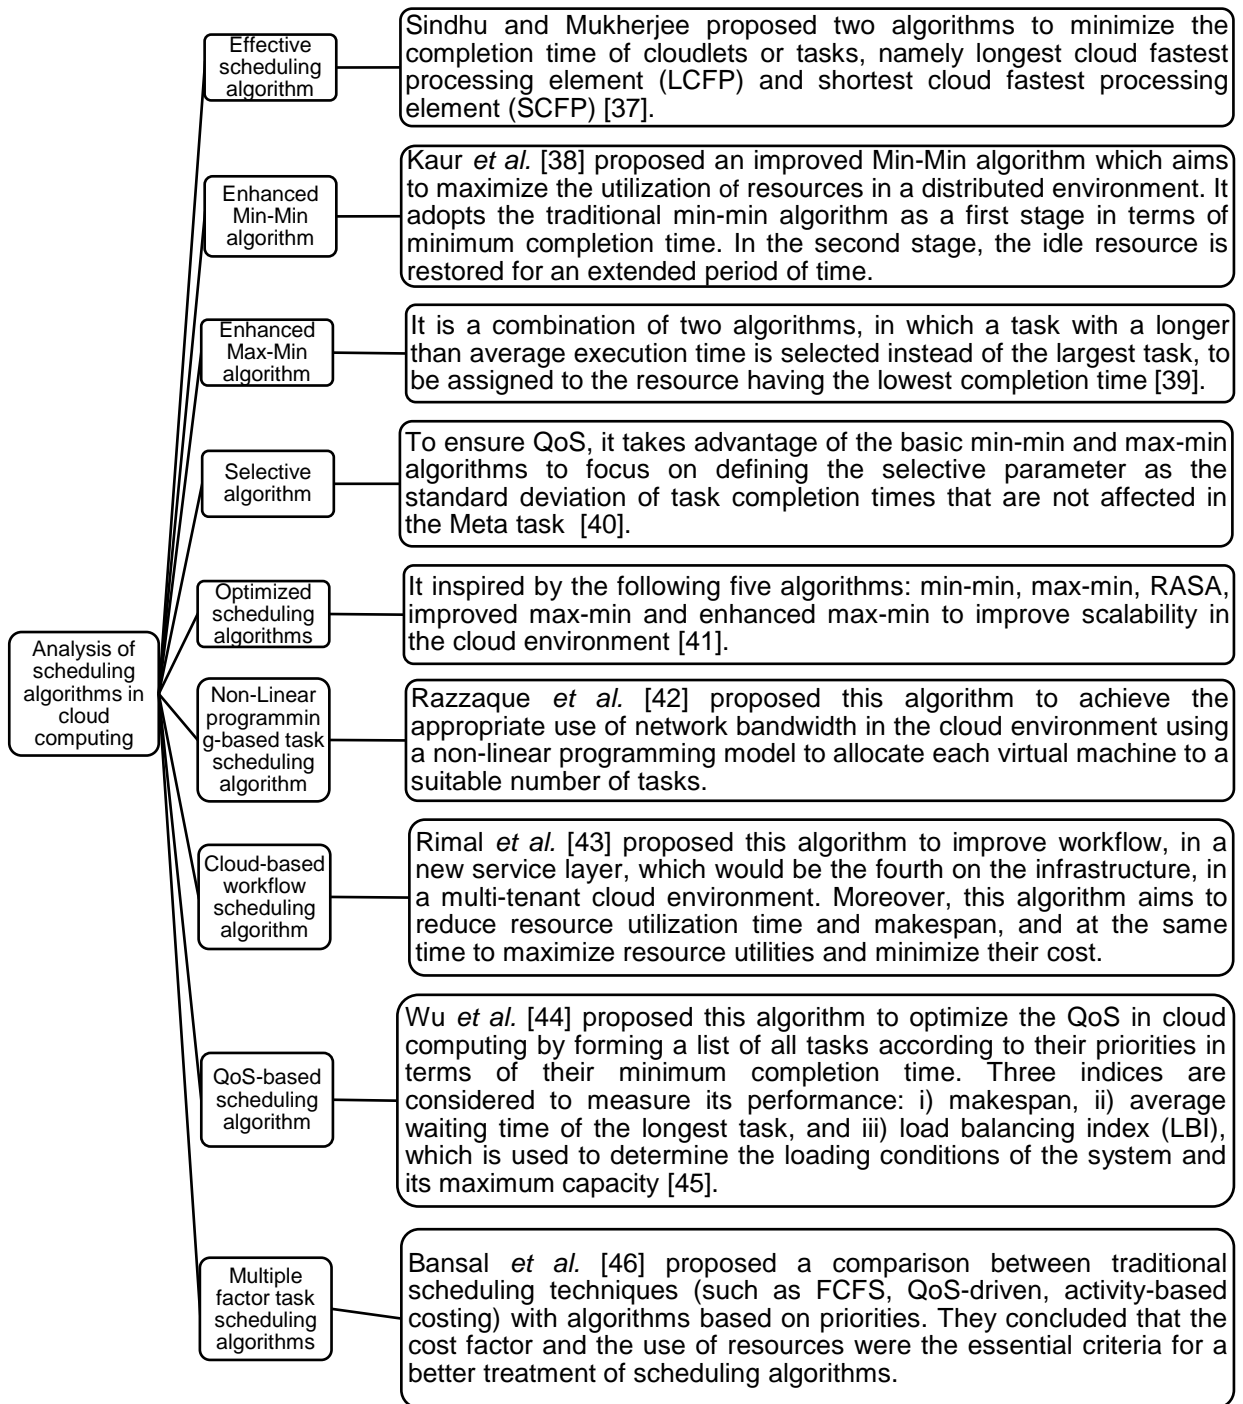 Effective
scheduling
algorithm
Sindhu and Mukherjee proposed two algorithms to minimize the
completion time of cloudlets or tasks, namely longest cloud fastest
processing element (LCFP) and shortest cloud fastest processing
element (SCFP) [37].
Enhanced
Min-Min
algorithm
Kaur et al. [38] proposed an improved Min-Min algorithm which aims
to maximize the utilization of resources in a distributed environment. It
adopts the traditional min-min algorithm as a first stage in terms of
minimum completion time. In the second stage, the idle resource is
restored for an extended period of time.
Enhanced
Max-Min
algorithm
It is a combination of two algorithms, in which a task with a longer
than average execution time is selected instead of the largest task, to
be assigned to the resource having the lowest completion time [39].
Selective
algorithm
To ensure QoS, it takes advantage of the basic min-min and max-min
algorithms to focus on defining the selective parameter as the
standard deviation of task completion times that are not affected in
the Meta task [40].
Optimized
scheduling
algorithms
It inspired by the following five algorithms: min-min, max-min, RASA,
improved max-min and enhanced max-min to improve scalability in
the cloud environment [41].
Analysis of
scheduling
algorithms in
cloud
computing
Non-Linear
programmin
g-based task
scheduling
algorithm
Razzaque et al. [42] proposed this algorithm to achieve the
appropriate use of network bandwidth in the cloud environment using
a non-linear programming model to allocate each virtual machine to a
suitable number of tasks.
Cloud-based
workflow
scheduling
algorithm
Rimal et al. [43] proposed this algorithm to improve workflow, in a
new service layer, which would be the fourth on the infrastructure, in
a multi-tenant cloud environment. Moreover, this algorithm aims to
reduce resource utilization time and makespan, and at the same
time to maximize resource utilities and minimize their cost.
QoS-based
scheduling
algorithm
Wu et al. [44] proposed this algorithm to optimize the QoS in cloud
computing by forming a list of all tasks according to their priorities in
terms of their minimum completion time. Three indices are
considered to measure its performance: i) makespan, ii) average
waiting time of the longest task, and iii) load balancing index (LBI),
which is used to determine the loading conditions of the system and
its maximum capacity [45].
Multiple
factor task
scheduling
algorithms
Bansal et al. [46] proposed a comparison between traditional
scheduling techniques (such as FCFS, QoS-driven, activity-based
costing) with algorithms based on priorities. They concluded that the
cost factor and the use of resources were the essential criteria for a
better treatment of scheduling algorithms.